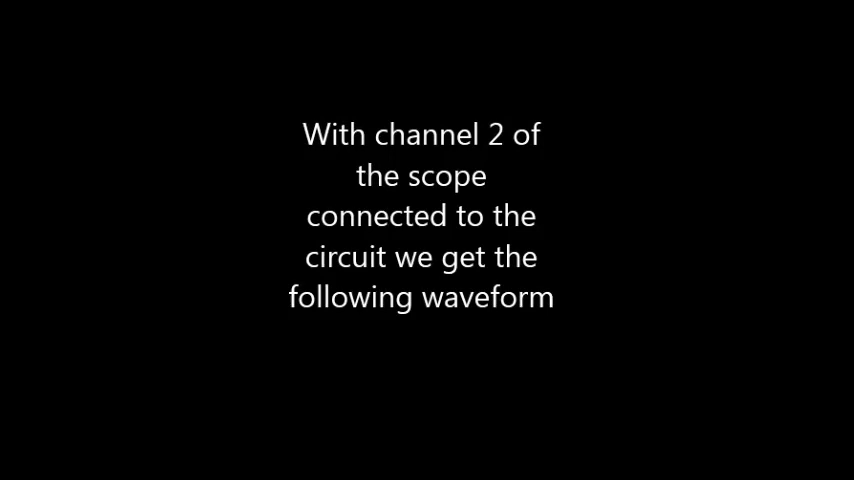 With channel 2 of
the scope
connected to the
circuit we get the
following waveform